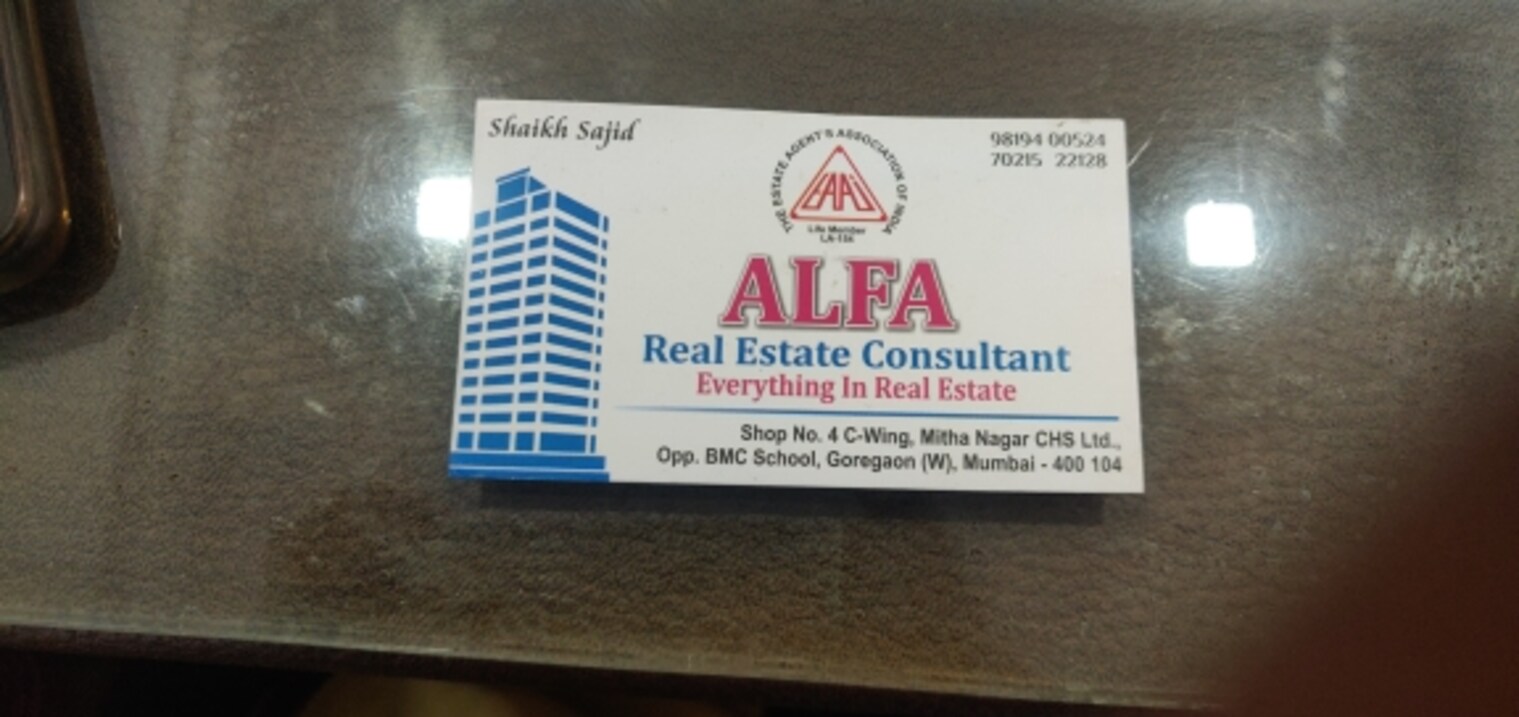 Shaikh Sajid
98194 00524
70215 22128
THE ESTATE AGENT'S ASSOCIATION OF INDIA
EAAI
Life Member
ALFA
Real Estate Consultant
Everything In Real Estate
Shop No. 4 C-Wing, Mitha Nagar CHS Ltd.,
Opp. BMC School, Goregaon (W), Mumbai - 400 104